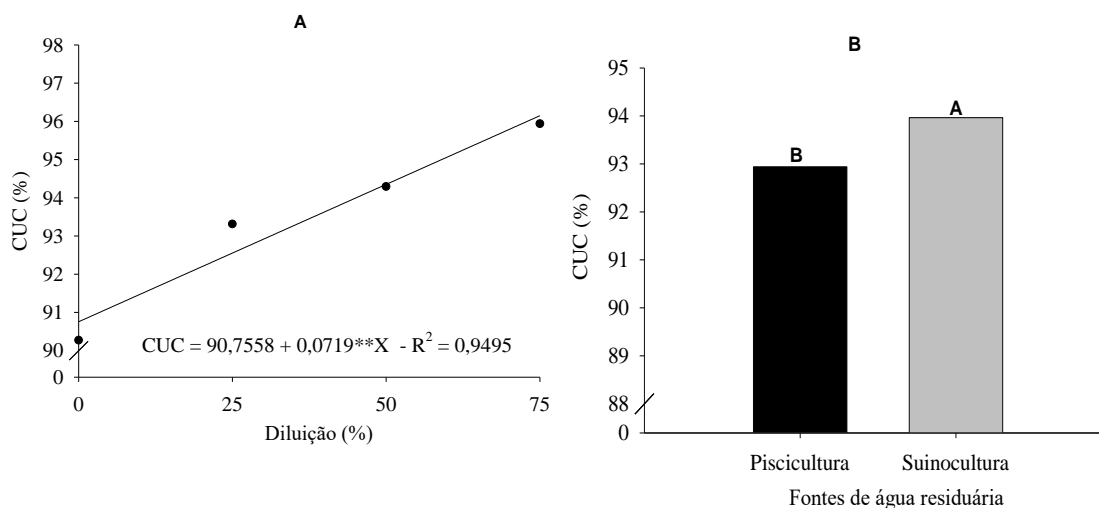 A
98
97
96
95
94
93
92
91
90
0
CUC (%)
CUC = 90,7558 + 0,0719**X - R² = 0,9495
0 25 50 75
Diluição (%)
B
95
94
93
92
91
90
89
88
0
CUC (%)
B
A
Piscicultura Suinocultura
Fontes de água residuária